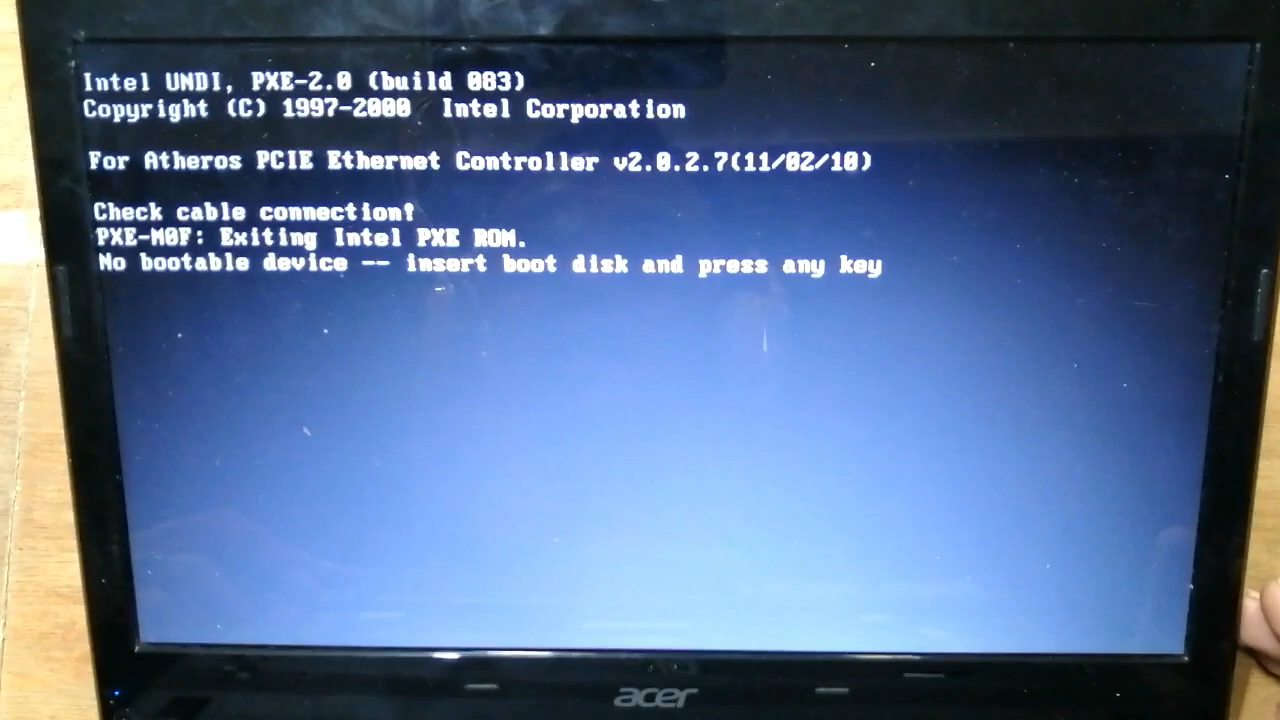 Intel UNDI, PXE-2.0 (build 083)
Copyright (C) 1997-2000  Intel Corporation
For Atheros PCIE Ethernet Controller v2.0.2.7(11/02/10)
Check cable connection!
PXE-M0F: Exiting Intel PXE ROM.
No bootable device -- insert boot disk and press any key
acer